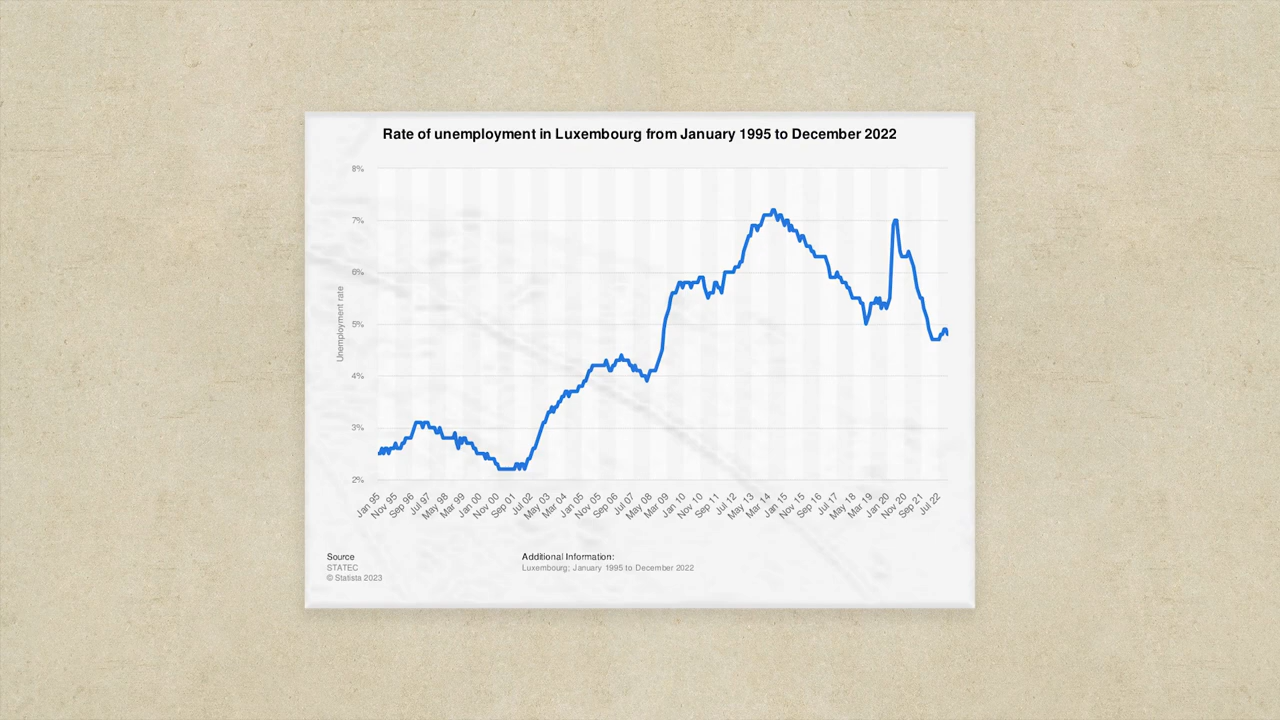 Rate of unemployment in Luxembourg from January 1995 to December 2022
8%
7%
6%
5%
4%
3%
2%
Unemployment rate
Jan 95
Nov 95
Sep 96
Jul 97
May 98
Mar 99
Jan 00
Nov 00
Sep 01
Jul 02
May 03
Mar 04
Jan 05
Nov 05
Sep 06
Jul 07
May 08
Mar 09
Jan 10
Nov 10
Sep 11
Jul 12
May 13
Mar 14
Jan 15
Nov 15
Sep 16
Jul 17
May 18
Mar 19
Jan 20
Nov 20
Sep 21
Jul 22
Source
STATEC
© Statista 2023
Additional Information:
Luxembourg; January 1995 to December 2022